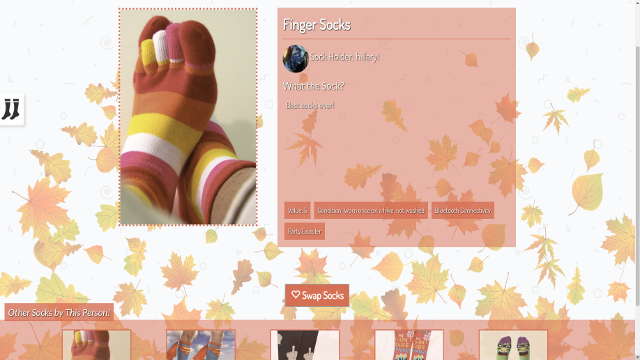 Finger Socks
Sock Holder: hillary!
What the Sock?
Best socks ever!
Value: 5
Condition: worn once on a hike, not washed
Bluetooth Connectivity
Party Enabler
Swap Socks
Other Socks by This Person!